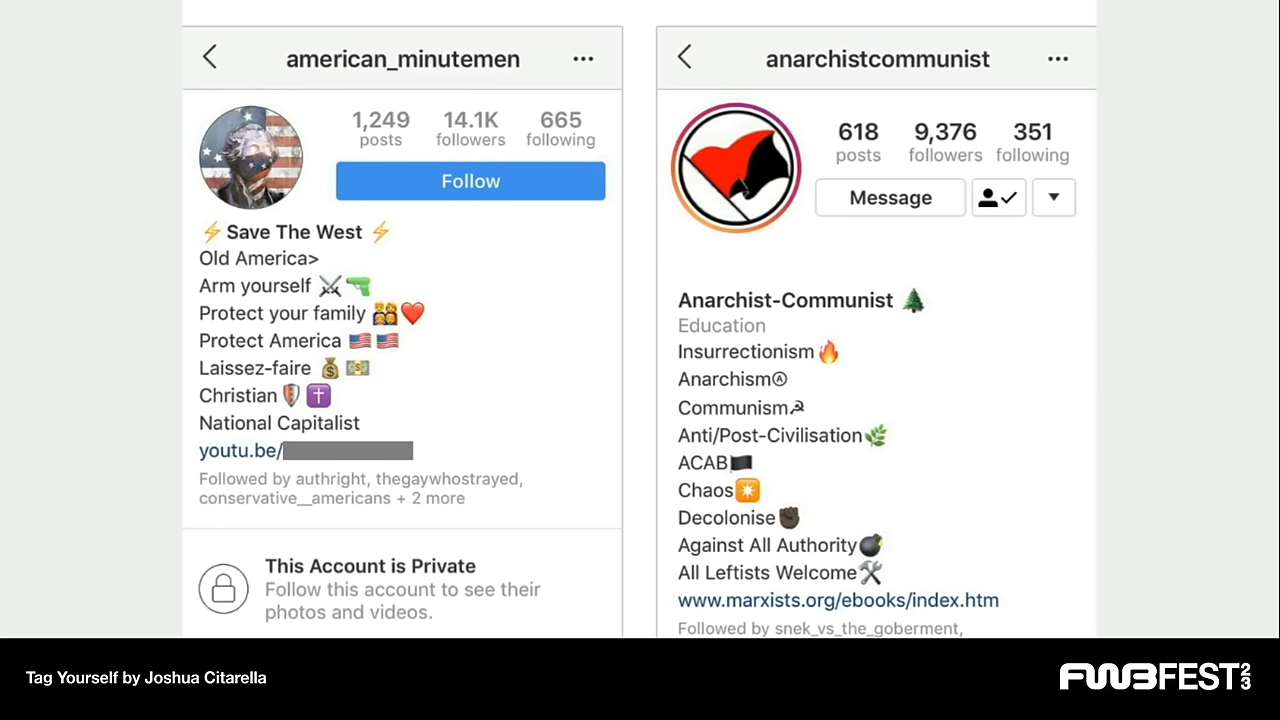 american_minutemen
1,249 14.1K 665
posts followers following
Follow
⚡Save The West⚡
Old America>
Arm yourself ⚔🔫
Protect your family 👨‍👩‍👧‍👦❤️
Protect America 🇺🇸 🇺🇸
Laissez-faire 💰 💵
Christian 🛡✝️
National Capitalist
youtu.be/
Followed by authright, thegaywhostrayed,
conservative__americans + 2 more
This Account is Private
Follow this account to see their
photos and videos.
anarchistcommunist
618 9,376 351
posts followers following
Message
Anarchist-Communist 🌲
Education
Insurrectionism🔥
AnarchismⒶ
Communism☭
Anti/Post-Civilisation🌿
ACAB🏴
Chaos✴️
Decolonise✊🏿
Against All Authority💣
All Leftists Welcome🛠
www.marxists.org/ebooks/index.htm
Followed by snek_vs_the_goberment,
Tag Yourself by Joshua Citarella
FWB FEST 23